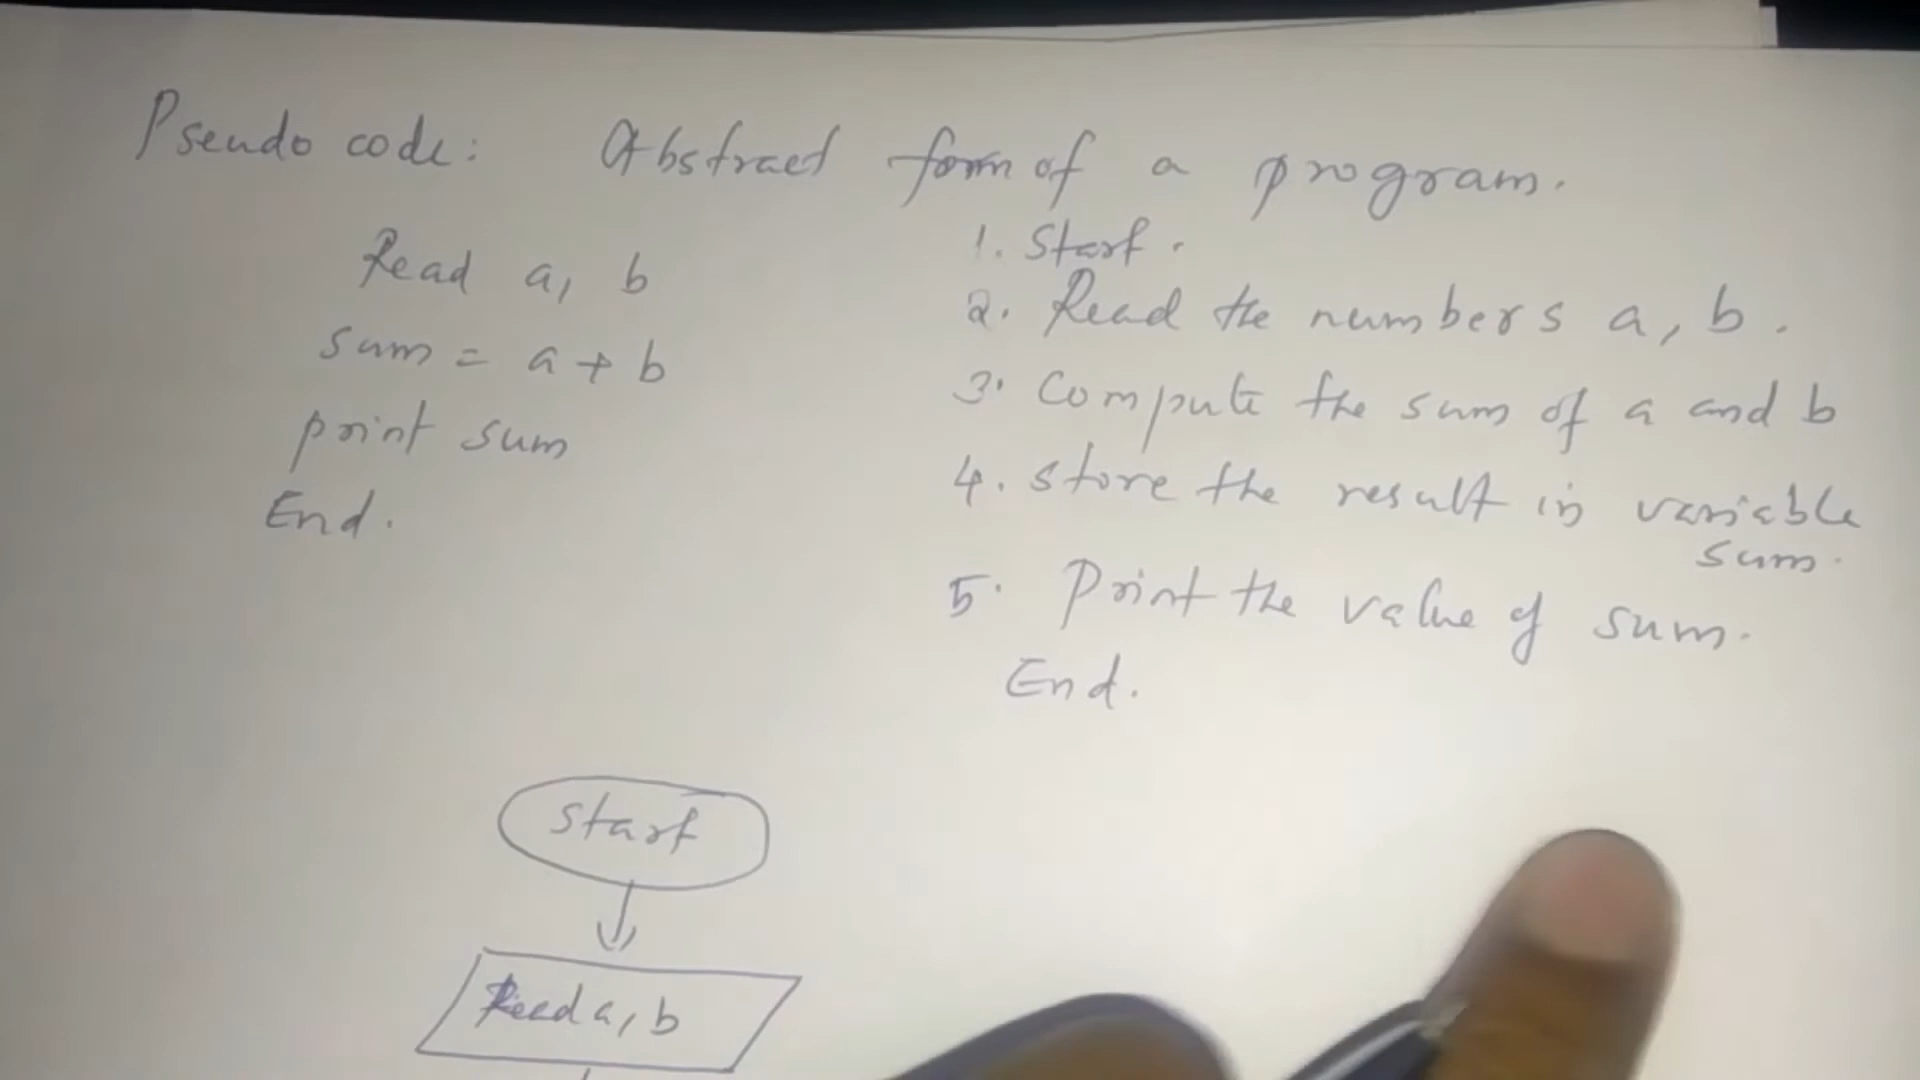 Pseudo code: Abstract form of a program.
Read a, b
sum = a + b
print sum
End.
1. Start.
2. Read the numbers a, b.
3. Compute the sum of a and b
4. store the result in variable
sum.
5. Print the value of sum.
End.
Start
Read a, b